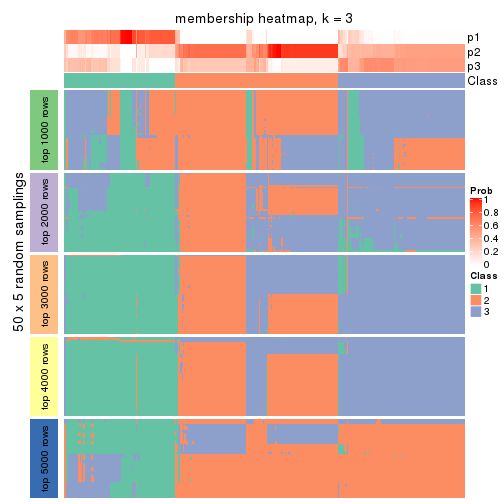 membership heatmap, k = 3
p1
p2
p3
Class
50 x 5 random samplings
top 1000 rows
top 2000 rows
top 3000 rows
top 4000 rows
top 5000 rows
Prob
1
0.8
0.6
0.4
0.2
0
Class
1
2
3